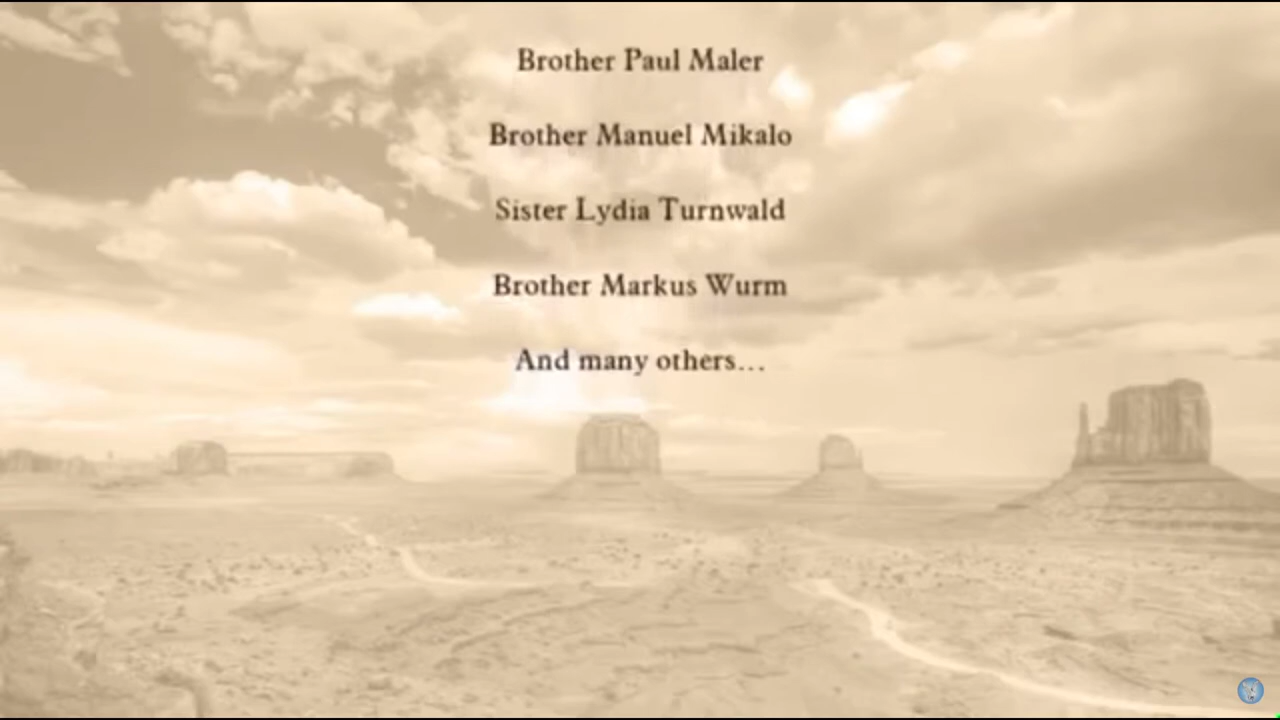 Brother Paul Maler
Brother Manuel Mikalo
Sister Lydia Turnwald
Brother Markus Wurm
And many others...